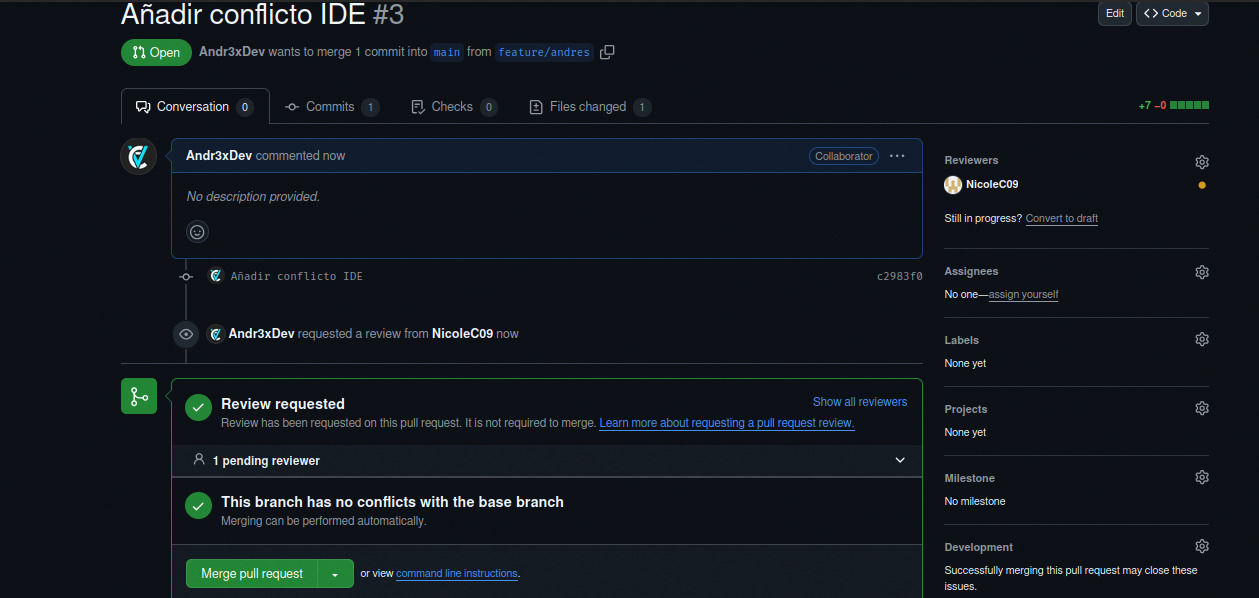 Añadir conflicto IDE #3
Edit
Code
Open
Andr3xDev wants to merge 1 commit into main from feature/andres
Conversation 0
Commits 1
Checks 0
Files changed 1
+7 −0
Andr3xDev commented now
Collaborator
No description provided.
Añadir conflicto IDE
c2983f0
Andr3xDev requested a review from NicoleC09 now
Review requested
Show all reviewers
Review has been requested on this pull request. It is not required to merge. Learn more about requesting a pull request review.
1 pending reviewer
This branch has no conflicts with the base branch
Merging can be performed automatically.
Merge pull request
or view command line instructions.
Reviewers
NicoleC09
Still in progress? Convert to draft
Assignees
No one—assign yourself
Labels
None yet
Projects
None yet
Milestone
No milestone
Development
Successfully merging this pull request may close these
issues.